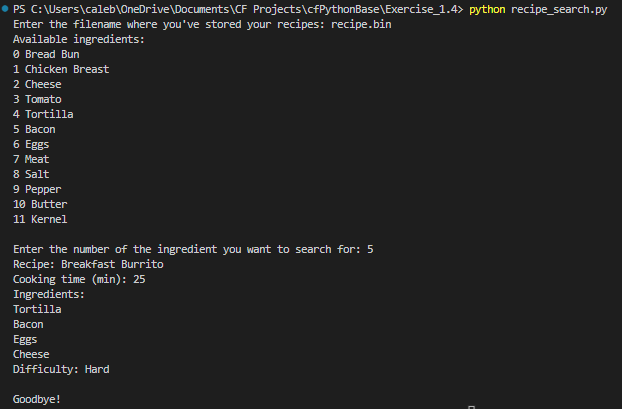 PS C:\Users\caleb\OneDrive\Documents\CF Projects\cfPythonBase\Exercise_1.4> python recipe_search.py
Enter the filename where you've stored your recipes: recipe.bin
Available ingredients:
0 Bread Bun
1 Chicken Breast
2 Cheese
3 Tomato
4 Tortilla
5 Bacon
6 Eggs
7 Meat
8 Salt
9 Pepper
10 Butter
11 Kernel
Enter the number of the ingredient you want to search for: 5
Recipe: Breakfast Burrito
Cooking time (min): 25
Ingredients:
Tortilla
Bacon
Eggs
Cheese
Difficulty: Hard
Goodbye!